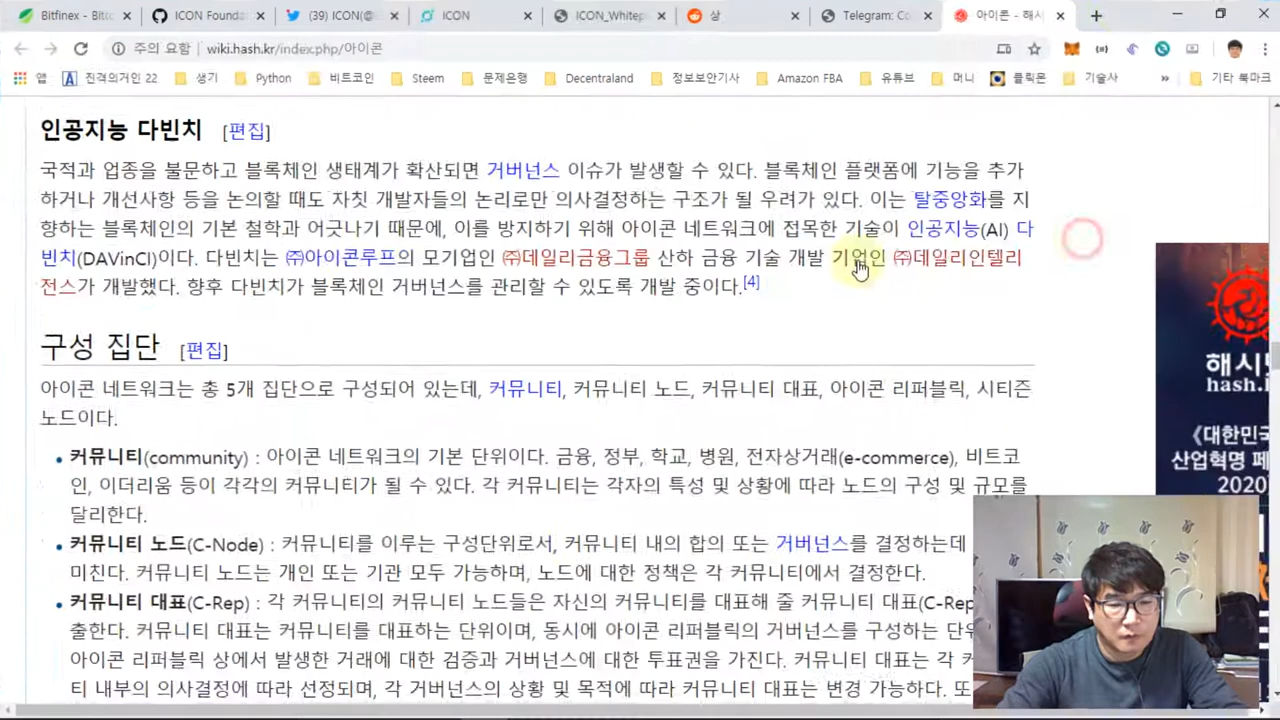 Bitfinex - Bitc
ICON Founda
(39) ICON(@
ICON
ICON_Whitep
상
Telegram: Co
아이콘 - 해시
주의 요함
wiki.hash.kr/index.php/아이콘
앱
진격의거인 22
생기
Python
비트코인
Steem
문제은행
Decentraland
정보보안기사
Amazon FBA
유튜브
머니
클릭몬
기술사
»
기타 북마크
인공지능 다빈치 [편집]
국적과 업종을 불문하고 블록체인 생태계가 확산되면 거버넌스 이슈가 발생할 수 있다. 블록체인 플랫폼에 기능을 추가
하거나 개선사항 등을 논의할 때도 자칫 개발자들의 논리로만 의사결정하는 구조가 될 우려가 있다. 이는 탈중앙화를 지
향하는 블록체인의 기본 철학과 어긋나기 때문에, 이를 방지하기 위해 아이콘 네트워크에 접목한 기술이 인공지능(AI) 다
빈치(DAVinCI)이다. 다빈치는 ㈜아이콘루프의 모기업인 ㈜데일리금융그룹 산하 금융 기술 개발 기업인 ㈜데일리인텔리
전스가 개발했다. 향후 다빈치가 블록체인 거버넌스를 관리할 수 있도록 개발 중이다.[4]
구성 집단 [편집]
아이콘 네트워크는 총 5개 집단으로 구성되어 있는데, 커뮤니티, 커뮤니티 노드, 커뮤니티 대표, 아이콘 리퍼블릭, 시티즌
노드이다.
• 커뮤니티(community) : 아이콘 네트워크의 기본 단위이다. 금융, 정부, 학교, 병원, 전자상거래(e-commerce), 비트코
인, 이더리움 등이 각각의 커뮤니티가 될 수 있다. 각 커뮤니티는 각자의 특성 및 상황에 따라 노드의 구성 및 규모를
달리한다.
• 커뮤니티 노드(C-Node) : 커뮤니티를 이루는 구성단위로서, 커뮤니티 내의 합의 또는 거버넌스를 결정하는데
미친다. 커뮤니티 노드는 개인 또는 기관 모두 가능하며, 노드에 대한 정책은 각 커뮤니티에서 결정한다.
• 커뮤니티 대표(C-Rep) : 각 커뮤니티의 커뮤니티 노드들은 자신의 커뮤니티를 대표해 줄 커뮤니티 대표(C-Rep
출한다. 커뮤니티 대표는 커뮤니티를 대표하는 단위이며, 동시에 아이콘 리퍼블릭의 거버넌스를 구성하는 단위
아이콘 리퍼블릭 상에서 발생한 거래에 대한 검증과 거버넌스에 대한 투표권을 가진다. 커뮤니티 대표는 각 커
티 내부의 의사결정에 따라 선정되며, 각 거버넌스의 상황 및 목적에 따라 커뮤니티 대표는 변경 가능하다. 또
해시
hash.
《대한민국
산업혁명 페
2020